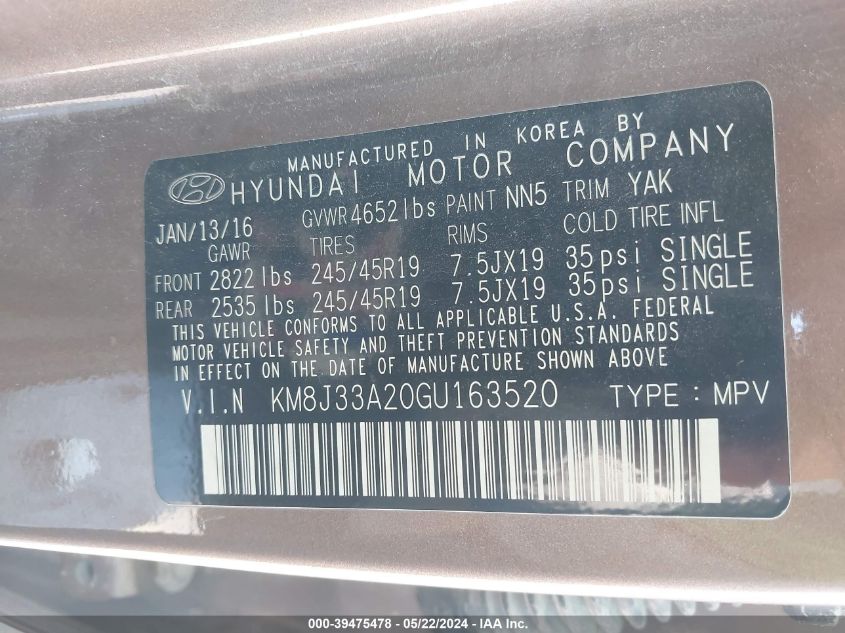 MANUFACTURED IN KOREA BY
HYUNDAI MOTOR COMPANY
JAN/13/16 GVWR 4652lbs PAINT NN5 TRIM YAK
GAWR TIRES RIMS COLD TIRE INFL
FRONT 2822lbs 245/45R19 7.5JX19 35psi SINGLE
REAR 2535lbs 245/45R19 7.5JX19 35psi SINGLE
THIS VEHICLE CONFORMS TO ALL APPLICABLE U.S.A. FEDERAL
MOTOR VEHICLE SAFETY AND THEFT PREVENTION STANDARDS
IN EFFECT ON THE DATE OF MANUFACTURE SHOWN ABOVE
V.I.N KM8J33A20GU163520 TYPE : MPV
000-39475478 - 05/22/2024 - IAA Inc.